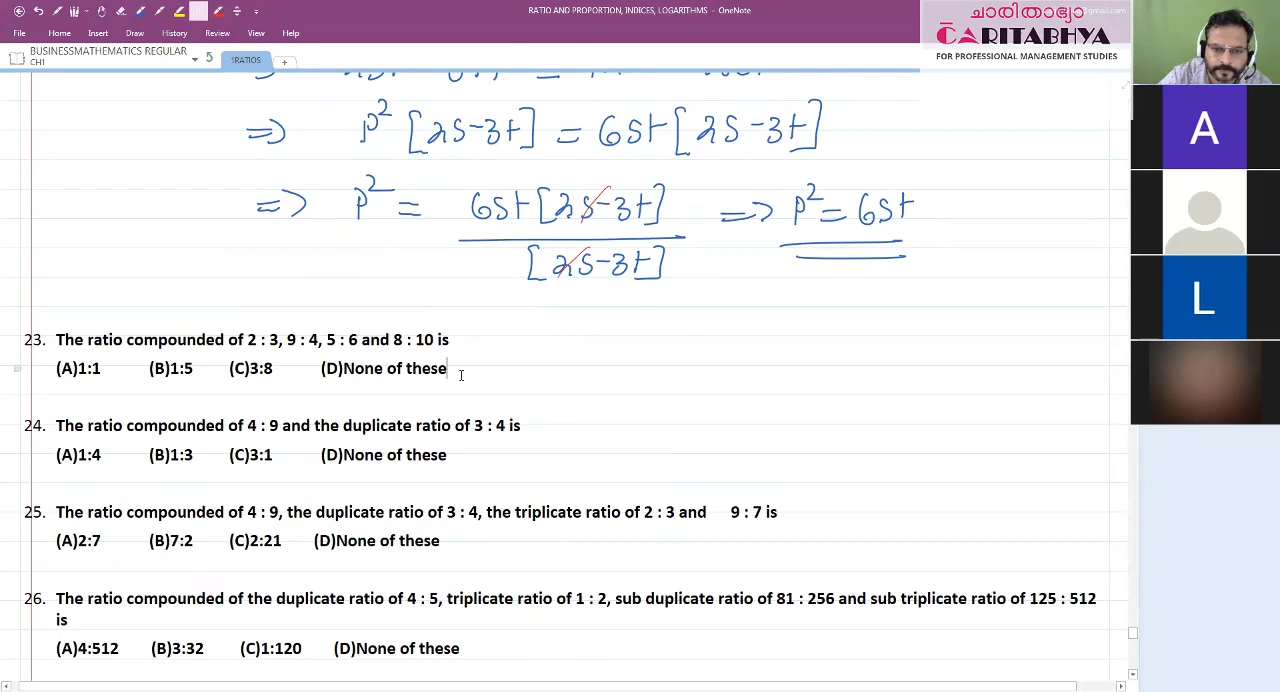 RATIO AND PROPORTION, INDICES, LOGARITHMS - OneNote
File Home Insert Draw History Review View Help
ചാരിതാഭ്യാ
CARITABHYA
FOR PROFESSIONAL MANAGEMENT STUDIES
BUSINESSMATHEMATICS REGULAR
CH1
5
1RATIOS
=> P² [2S-3t] = 6St [2S-3t]
=> P² = 6St [2S-3t] => P² = 6St
[2S-3t]
23. The ratio compounded of 2 : 3, 9 : 4, 5 : 6 and 8 : 10 is
(A)1:1 (B)1:5 (C)3:8 (D)None of these
24. The ratio compounded of 4 : 9 and the duplicate ratio of 3 : 4 is
(A)1:4 (B)1:3 (C)3:1 (D)None of these
25. The ratio compounded of 4 : 9, the duplicate ratio of 3 : 4, the triplicate ratio of 2 : 3 and 9 : 7 is
(A)2:7 (B)7:2 (C)2:21 (D)None of these
26. The ratio compounded of the duplicate ratio of 4 : 5, triplicate ratio of 1 : 2, sub duplicate ratio of 81 : 256 and sub triplicate ratio of 125 : 512
is
(A)4:512 (B)3:32 (C)1:120 (D)None of these
A
L